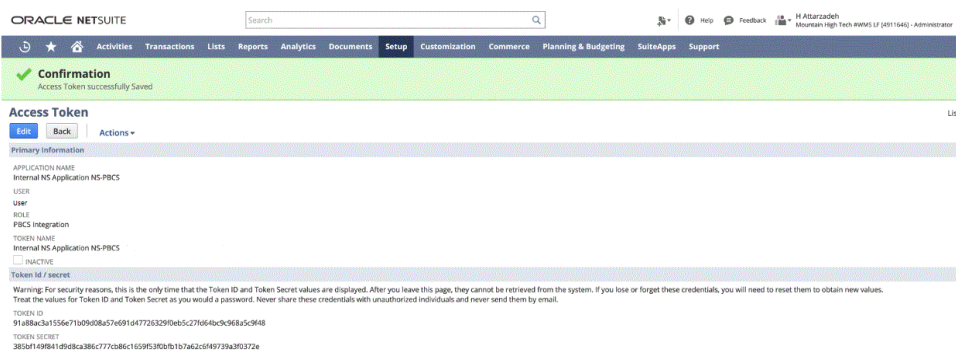 ORACLE NETSUITE
Search
Help
Feedback
H Attarzadeh
Mountain High Tech #WMS LF [4911646] - Administrator
Activities Transactions Lists Reports Analytics Documents Setup Customization Commerce Planning & Budgeting SuiteApps Support
Confirmation
Access Token successfully Saved
Access Token
Lis
Edit Back Actions
Primary Information
APPLICATION NAME
Internal NS Application NS-PBCS
USER
user
ROLE
PBCS Integration
TOKEN NAME
Internal NS Application NS-PBCS
INACTIVE
Token Id / secret
Warning: For security reasons, this is the only time that the Token ID and Token Secret values are displayed. After you leave this page, they cannot be retrieved from the system. If you lose or forget these credentials, you will need to reset them to obtain new values.
Treat the values for Token ID and Token Secret as you would a password. Never share these credentials with unauthorized individuals and never send them by email.
TOKEN ID
91a88ac3a1556e71b09d08a57e691d47726329f0eb5c27fd64bc9c968a5c9f48
TOKEN SECRET
385bf149f841d9d8ca386c777cb86c1659f53f0bfb1b7a62c6f49739a3f0372e